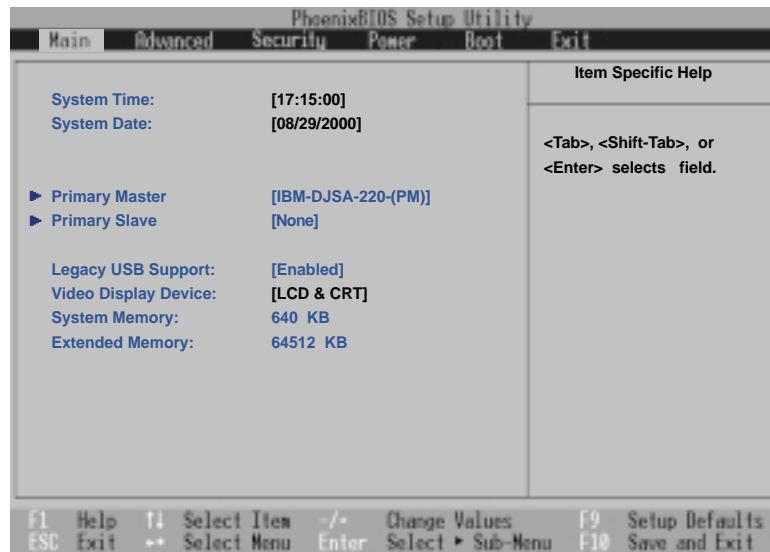 PhoenixBIOS Setup Utility
Main Advanced Security Power Boot Exit
Item Specific Help
System Time: [17:15:00]
System Date: [08/29/2000]
<Tab>, <Shift-Tab>, or
<Enter> selects field.
Primary Master [IBM-DJSA-220-(PM)]
Primary Slave [None]
Legacy USB Support: [Enabled]
Video Display Device: [LCD & CRT]
System Memory: 640 KB
Extended Memory: 64512 KB
F1 Help ↑↓ Select Item -/+ Change Values F9 Setup Defaults
ESC Exit ←→ Select Menu Enter Select ▶ Sub-Menu F10 Save and Exit